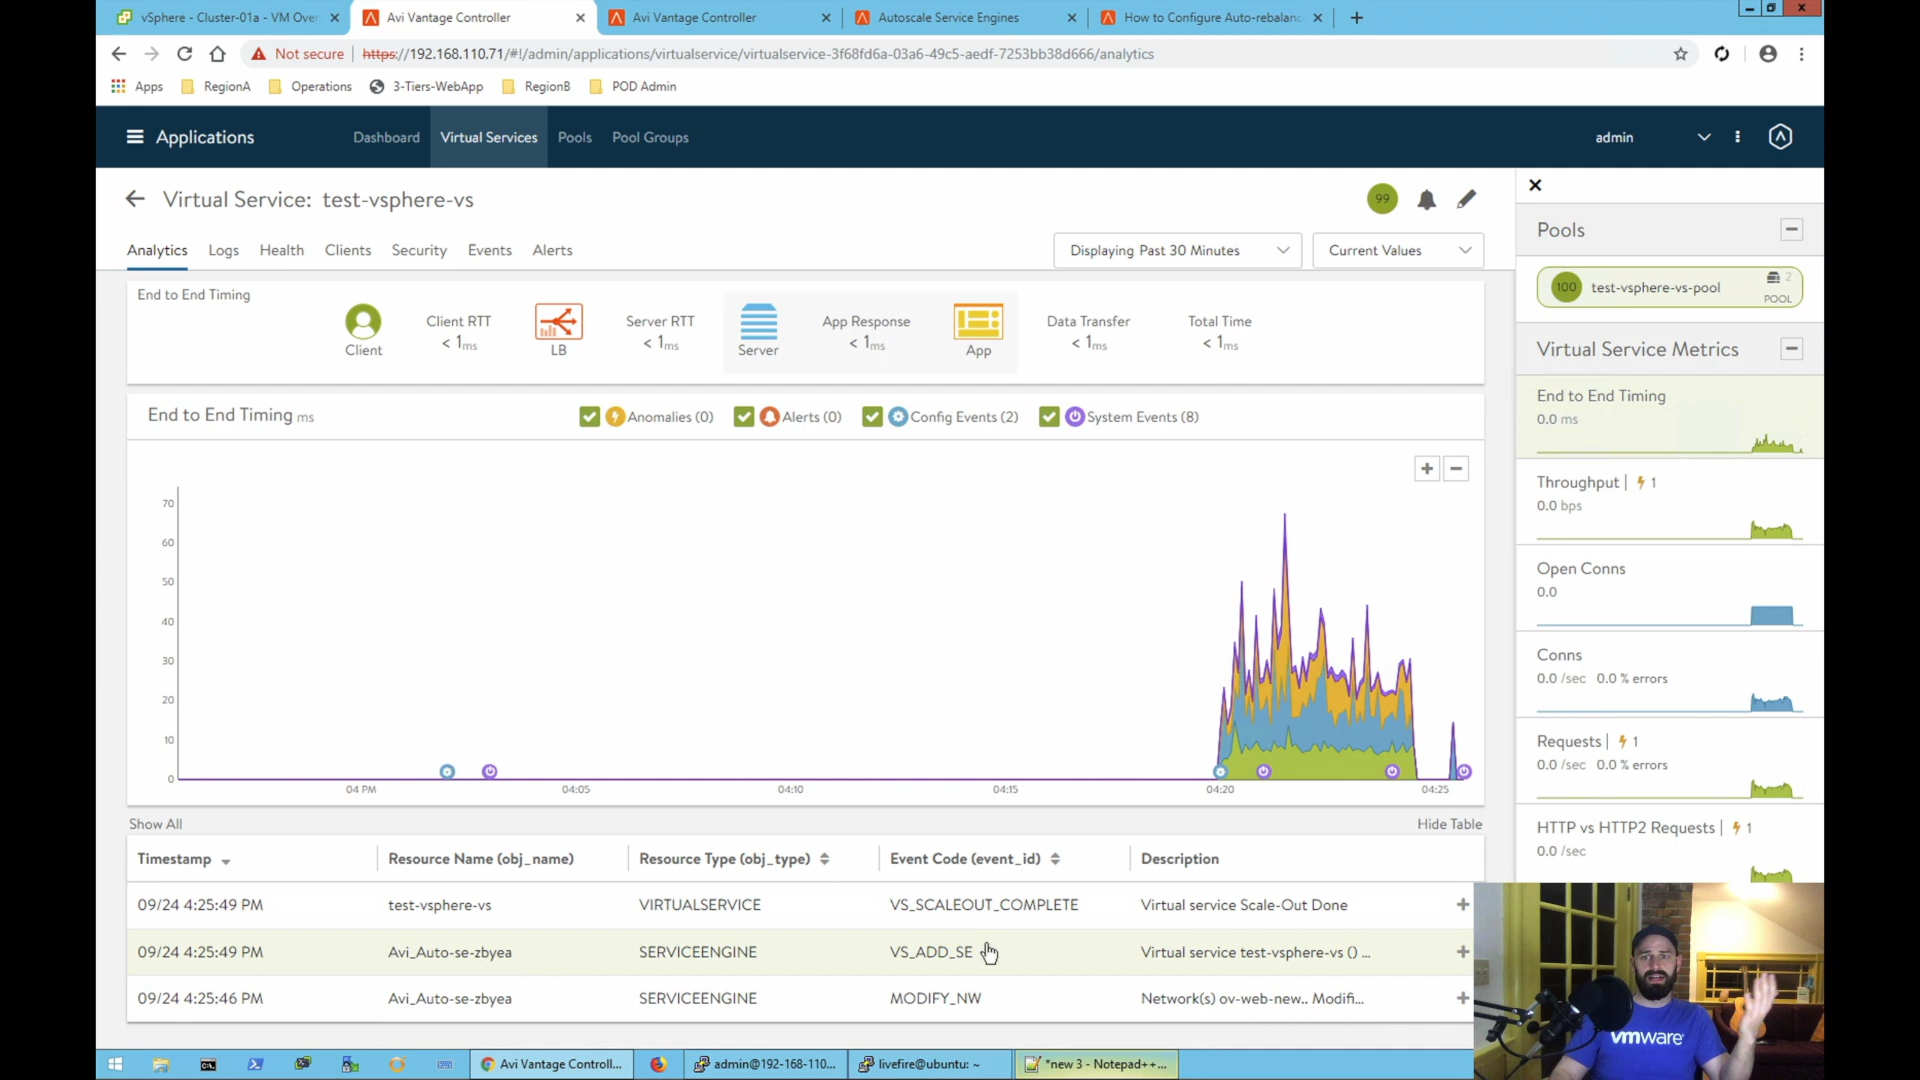 vSphere - Cluster-01a - VM Over
Avi Vantage Controller
Avi Vantage Controller
Autoscale Service Engines
How to Configure Auto-rebalanc
Not secure
https://192.168.110.71/#!/admin/applications/virtualservice/virtualservice-3f68fd6a-03a6-49c5-aedf-7253bb38d666/analytics
Apps
RegionA
Operations
3-Tiers-WebApp
RegionB
POD Admin
Applications
Dashboard
Virtual Services
Pools
Pool Groups
admin
Virtual Service: test-vsphere-vs
99
Analytics
Logs
Health
Clients
Security
Events
Alerts
Displaying Past 30 Minutes
Current Values
End to End Timing
Client
Client RTT
< 1ms
LB
Server RTT
< 1ms
Server
App Response
< 1ms
App
Data Transfer
< 1ms
Total Time
< 1ms
End to End Timing ms
Anomalies (0)
Alerts (0)
Config Events (2)
System Events (8)
70
60
50
40
30
20
10
0
04 PM
04:05
04:10
04:15
04:20
04:25
Show All
Hide Table
Timestamp
Resource Name (obj_name)
Resource Type (obj_type)
Event Code (event_id)
Description
09/24 4:25:49 PM
test-vsphere-vs
VIRTUALSERVICE
VS_SCALEOUT_COMPLETE
Virtual service Scale-Out Done
09/24 4:25:49 PM
Avi_Auto-se-zbyea
SERVICEENGINE
VS_ADD_SE
Virtual service test-vsphere-vs () ...
09/24 4:25:46 PM
Avi_Auto-se-zbyea
SERVICEENGINE
MODIFY_NW
Network(s) ov-web-new.. Modifi...
Pools
100
test-vsphere-vs-pool
2
POOL
Virtual Service Metrics
End to End Timing
0.0 ms
Throughput | 1
0.0 bps
Open Conns
0.0
Conns
0.0 /sec 0.0 % errors
Requests | 1
0.0 /sec 0.0 % errors
HTTP vs HTTP2 Requests | 1
0.0 /sec
vmware
Avi Vantage Controll...
admin@192-168-110...
livefire@ubuntu: ~
*new 3 - Notepad++...